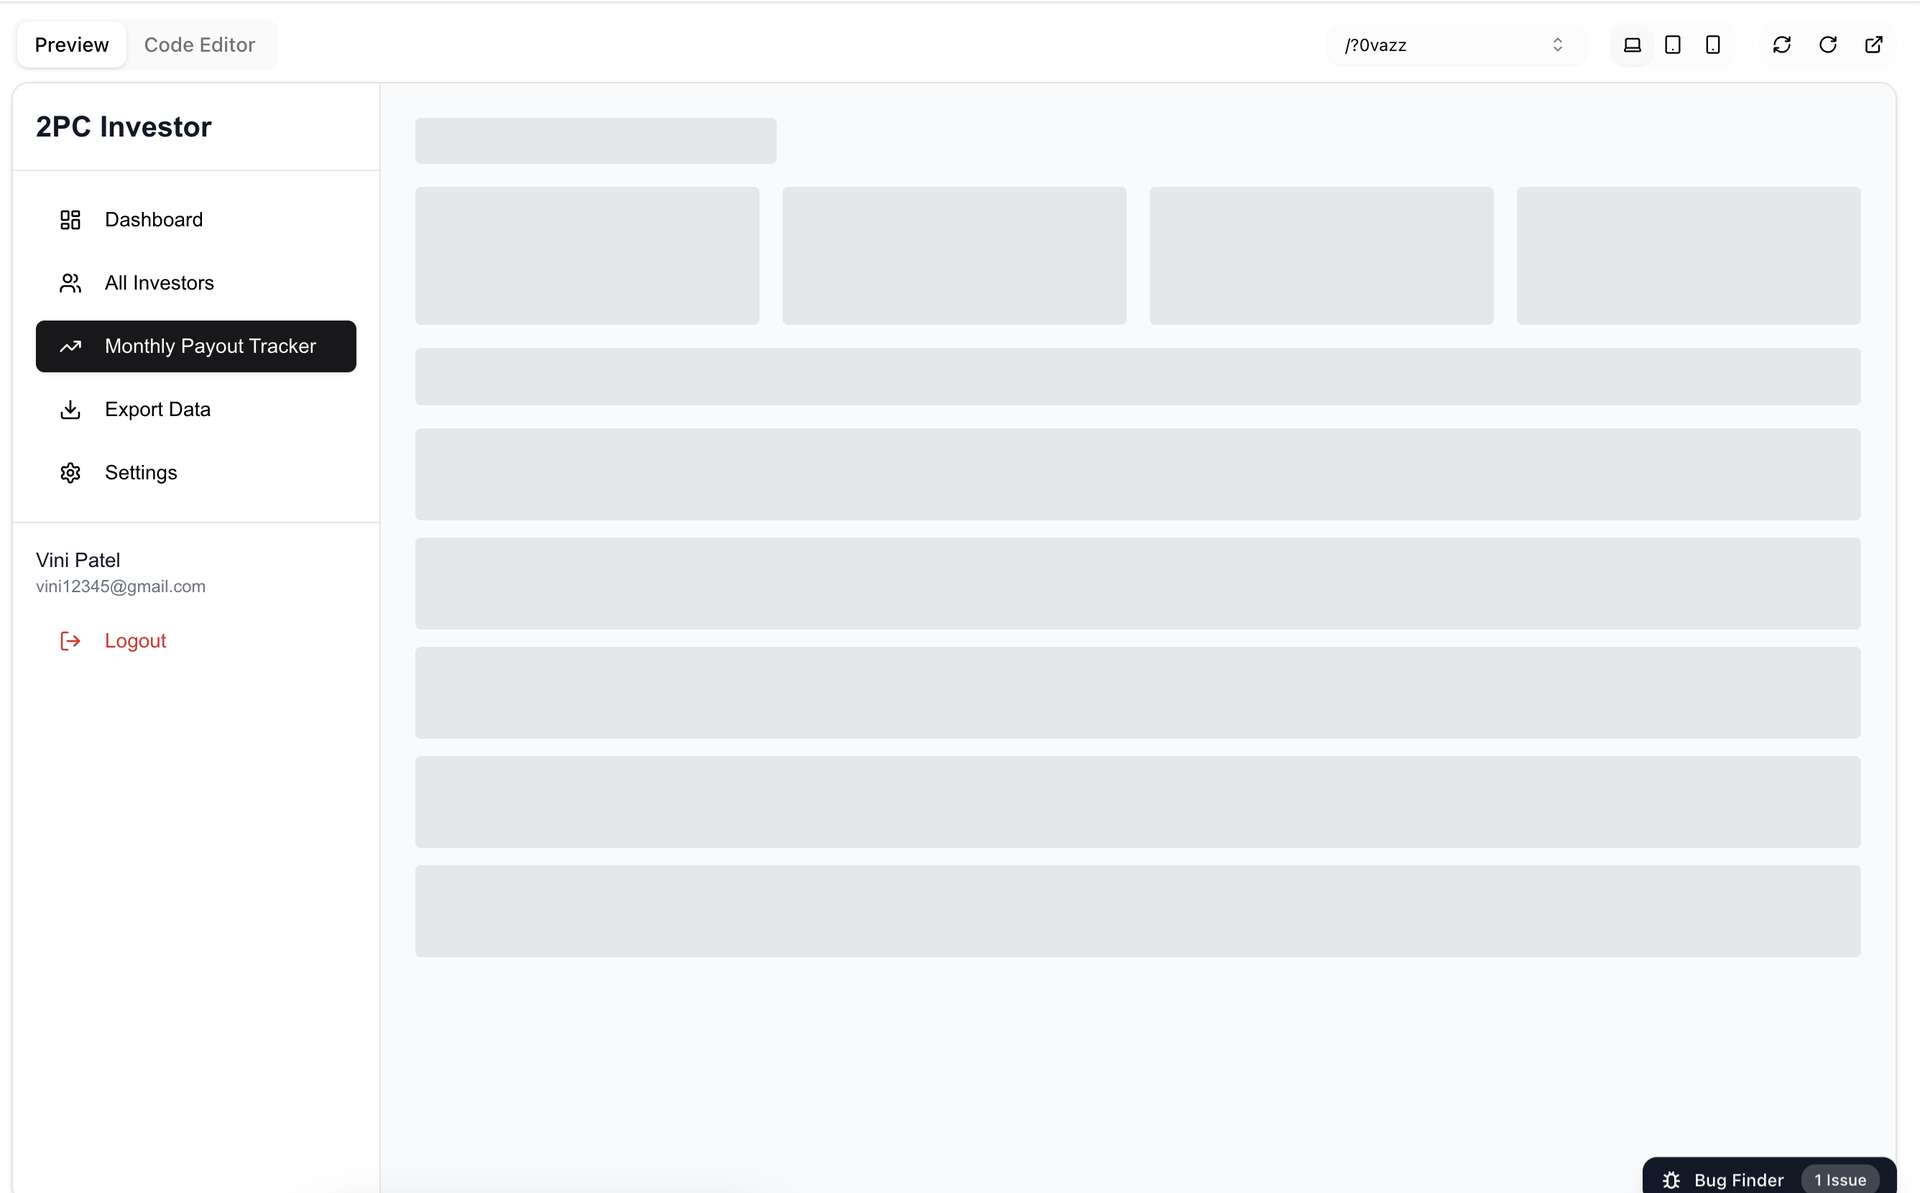 Preview
Code Editor
/?0vazz
2PC Investor
Dashboard
All Investors
Monthly Payout Tracker
Export Data
Settings
Vini Patel
vini12345@gmail.com
Logout
Bug Finder
1 Issue